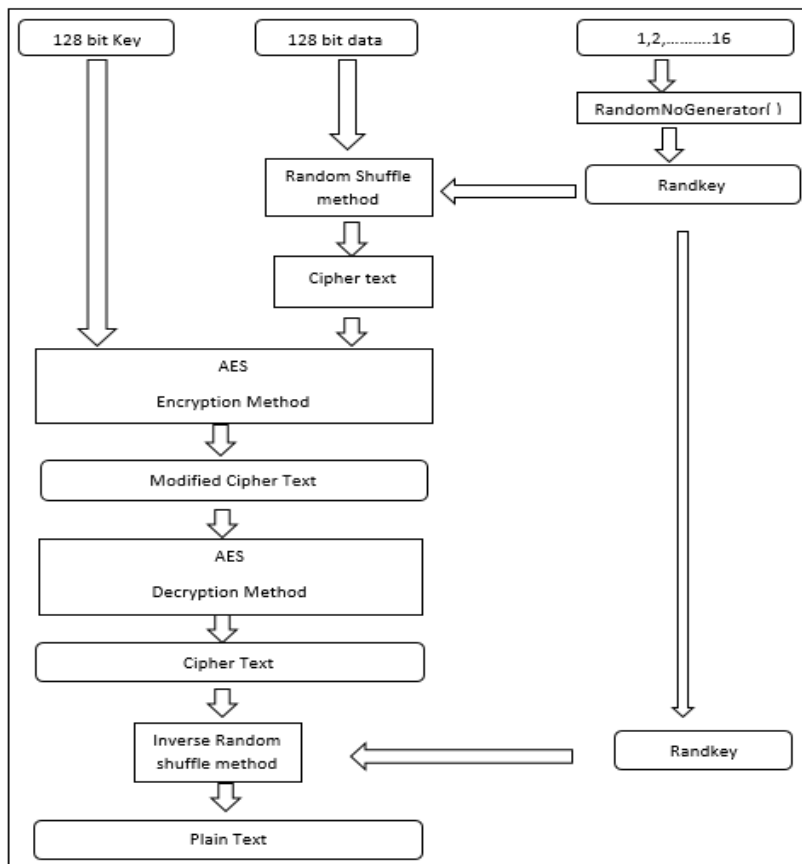 128 bit Key
128 bit data
1,2,...........16
RandomNoGenerator( )
Random Shuffle
method
Randkey
Cipher text
AES
Encryption Method
Modified Cipher Text
AES
Decryption Method
Cipher Text
Inverse Random
shuffle method
Randkey
Plain Text